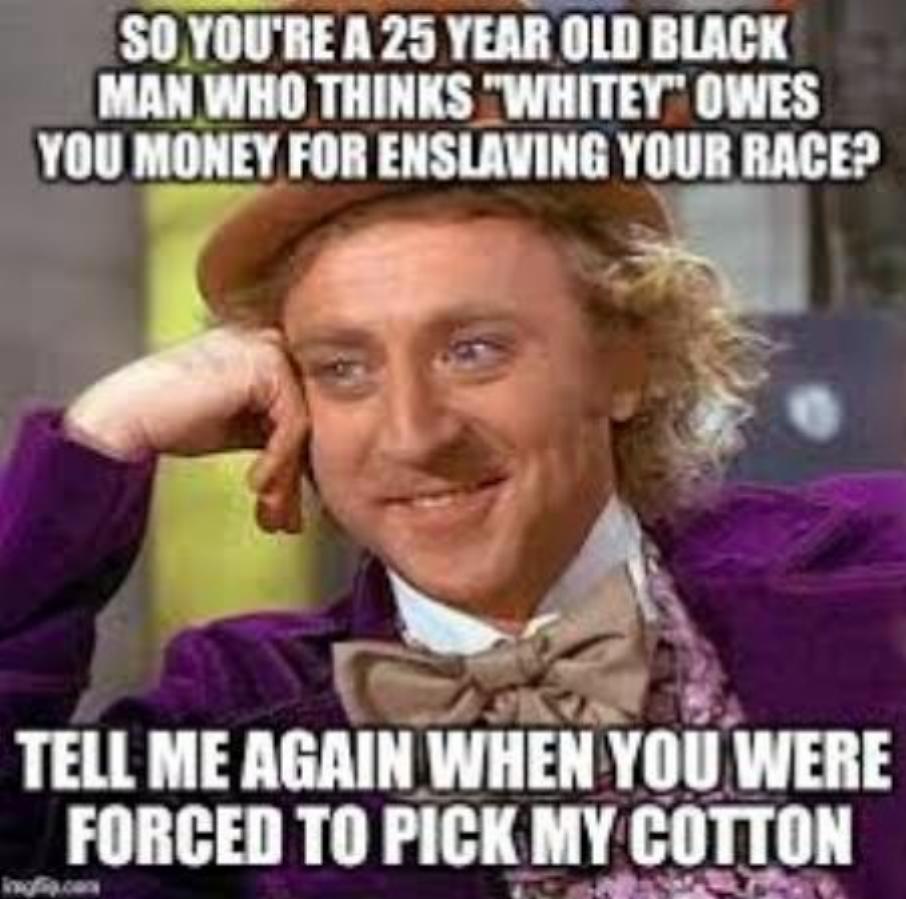 SO YOU'RE A 25 YEAR OLD BLACK
MAN WHO THINKS "WHITEY" OWES
YOU MONEY FOR ENSLAVING YOUR RACE?
TELL ME AGAIN WHEN YOU WERE
FORCED TO PICK MY COTTON
imgflip.com